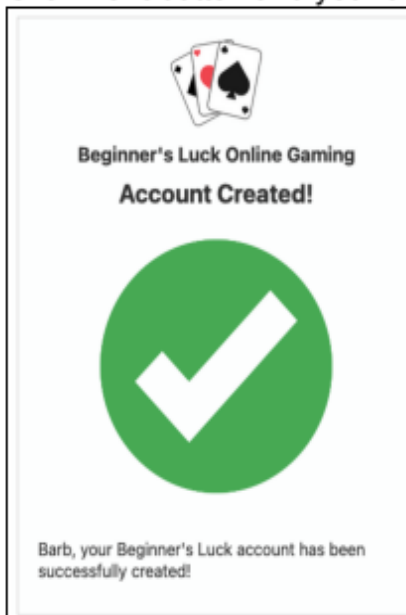 Beginner's Luck Online Gaming
Account Created!
Barb, your Beginner's Luck account has been
successfully created!